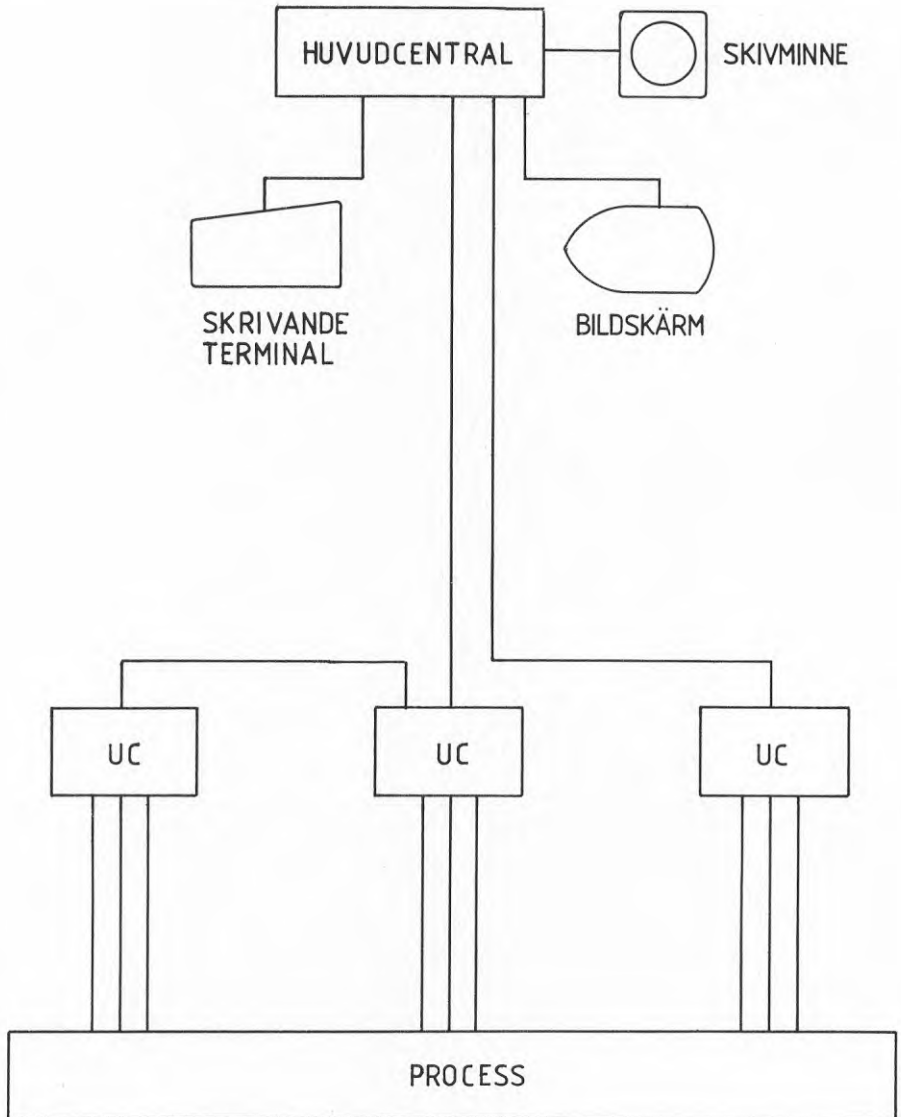 HUVUDCENTRAL
SKIVMINNE
SKRIVANDE
TERMINAL
BILDSKÄRM
UC
UC
UC
PROCESS